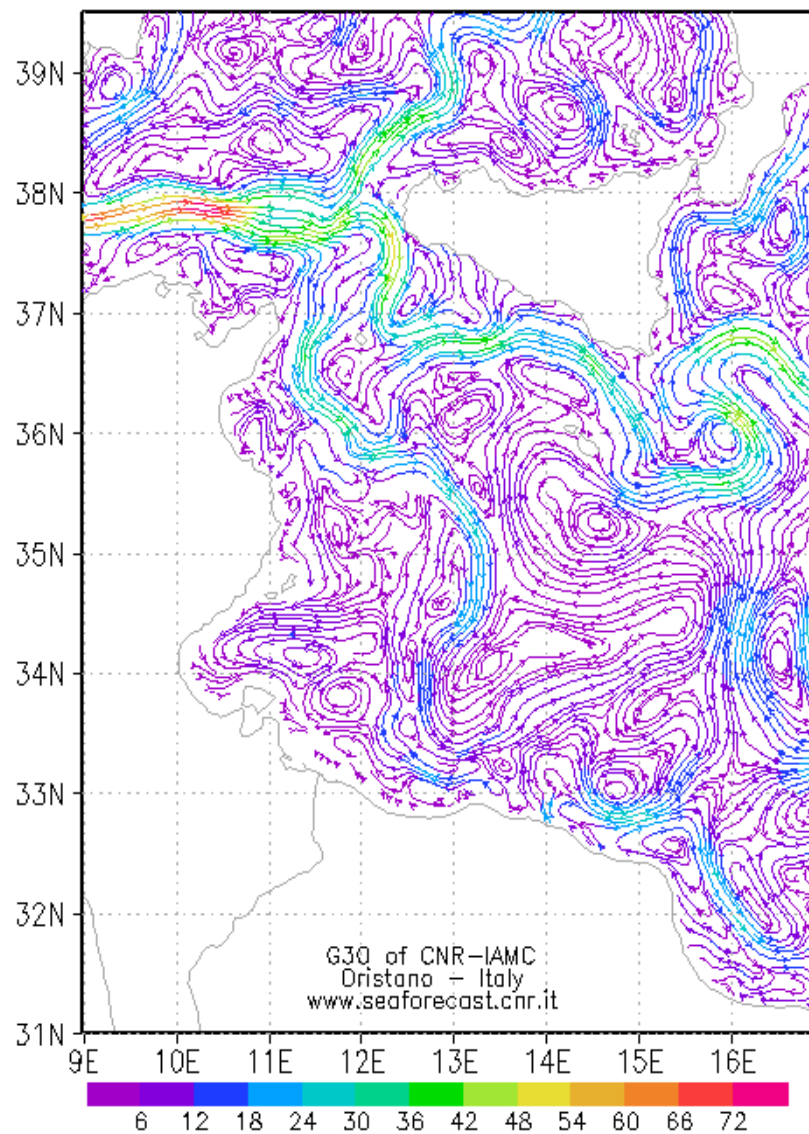 39N
38N
37N
36N
35N
34N
33N
32N
31N
G30 of CNR-IAMC
Oristano - Italy
www.seaforecast.cnr.it
9E 10E 11E 12E 13E 14E 15E 16E
6 12 18 24 30 36 42 48 54 60 66 72